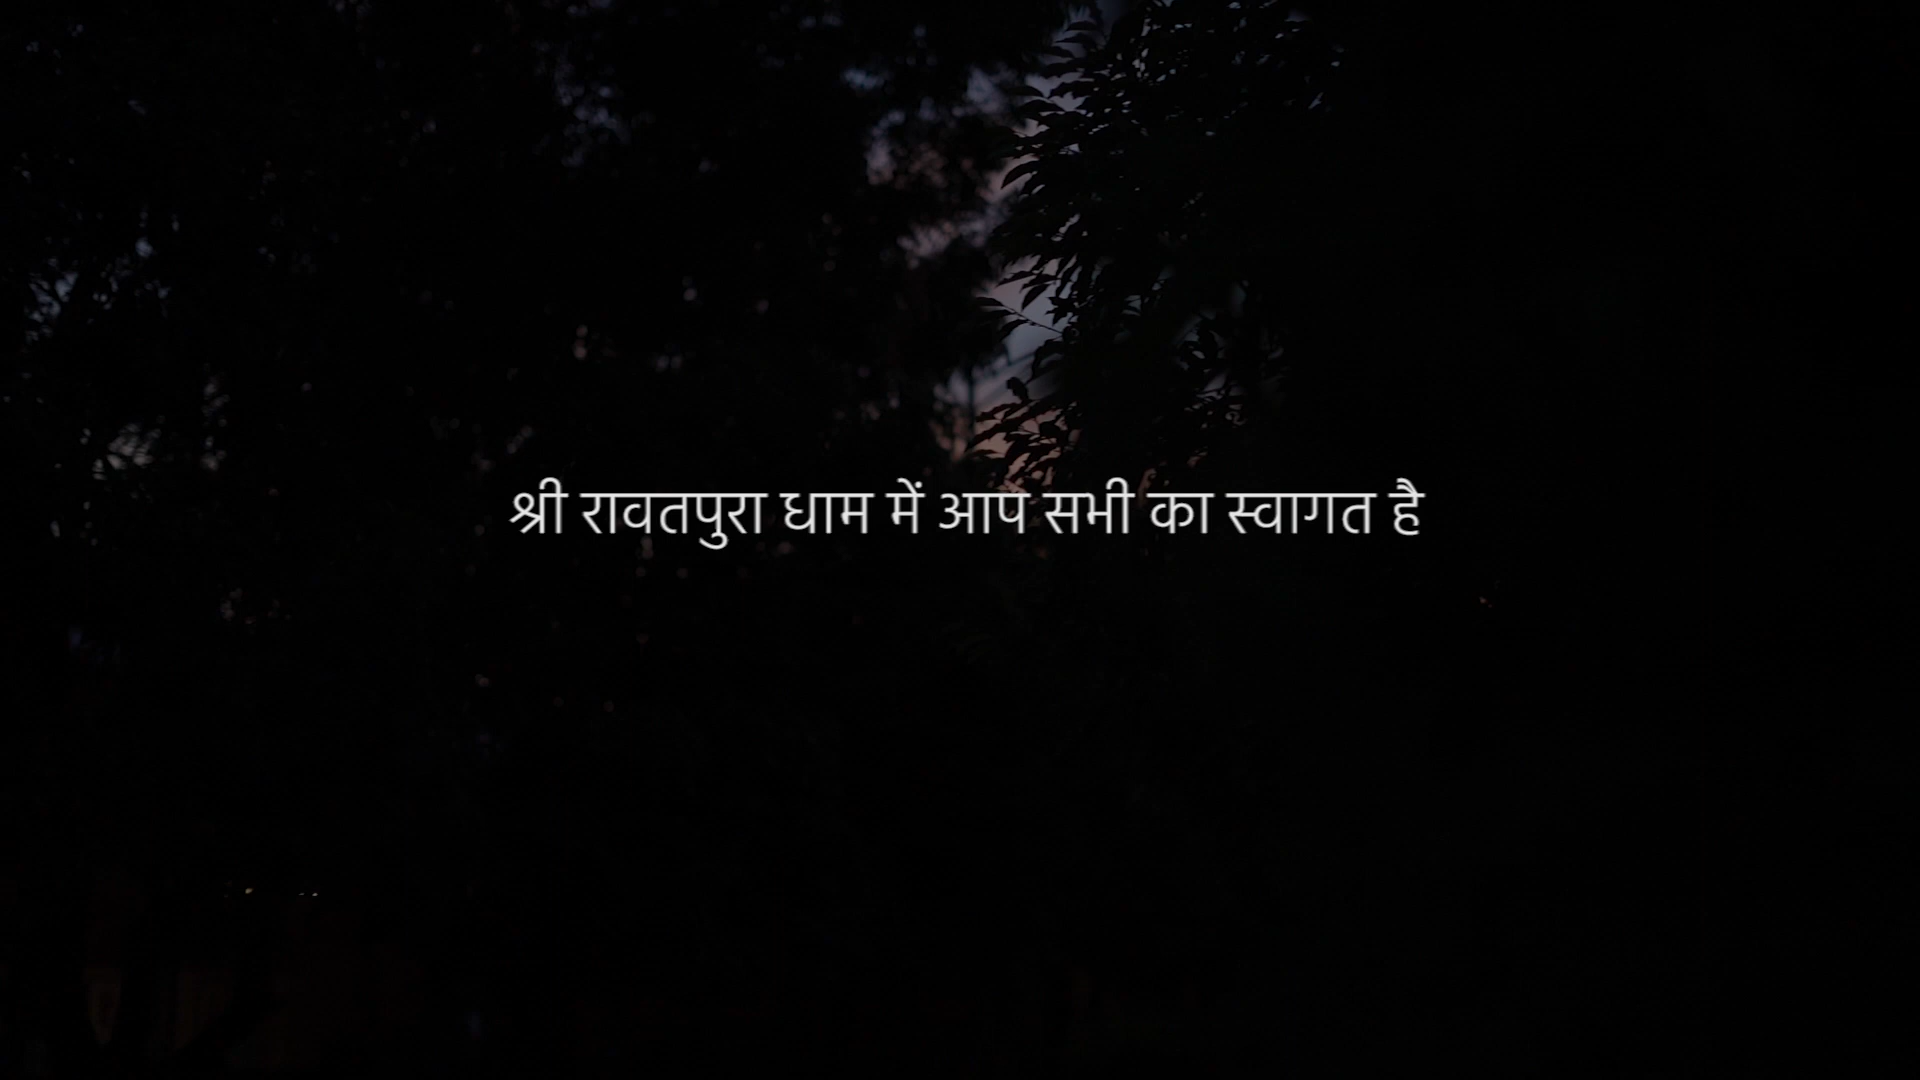 श्री रावतपुरा धाम में आप सभी का स्वागत है